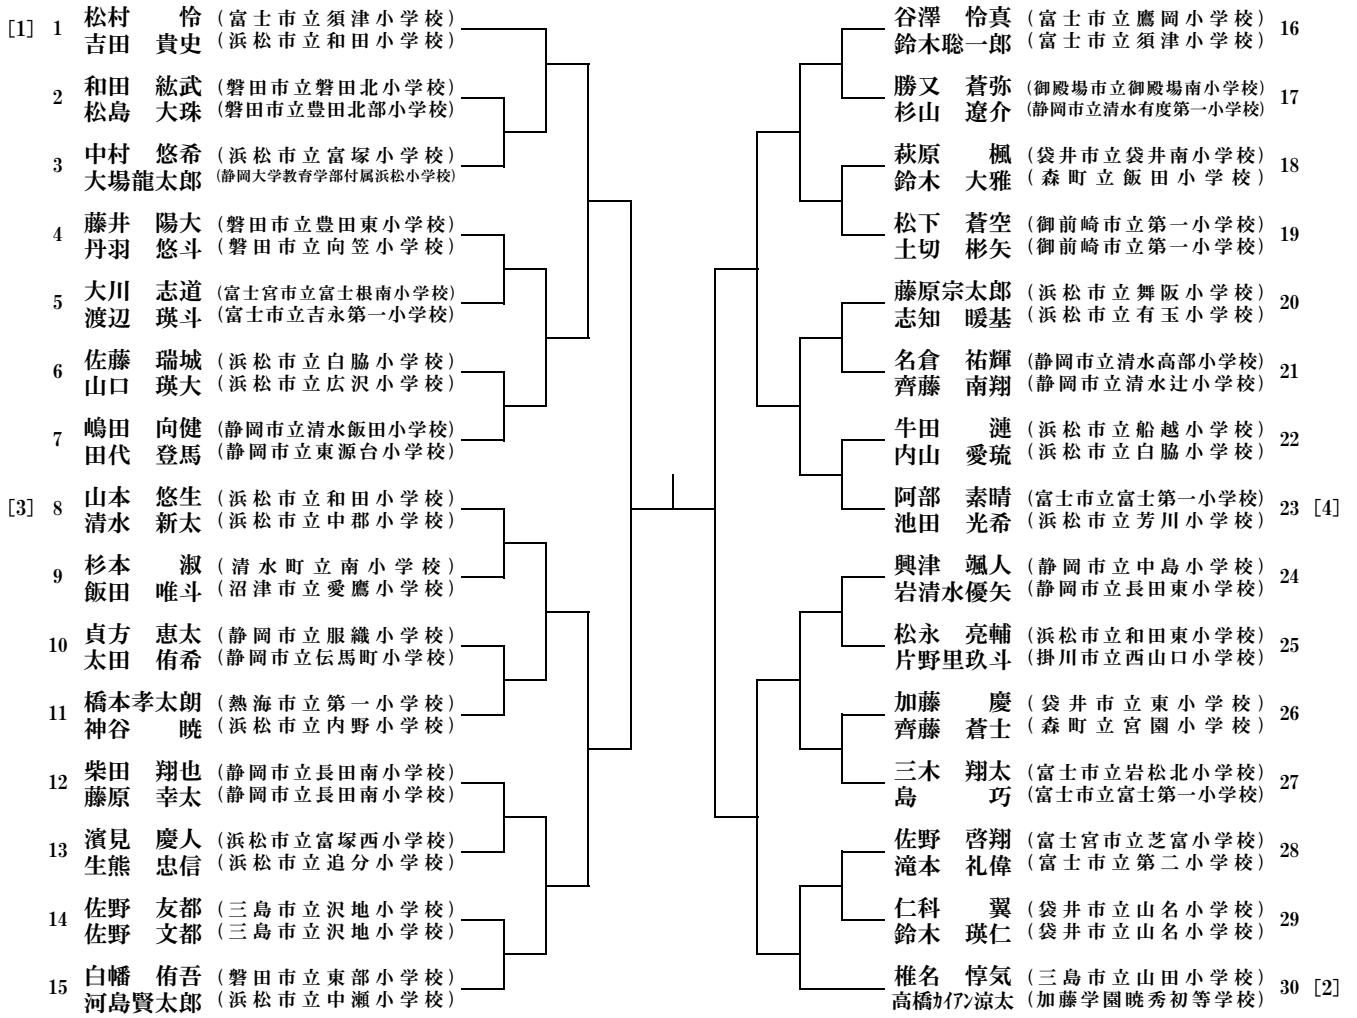 [1] 1 松村 怜 (富士市立須津小学校)
吉田 貴史 (浜松市立和田小学校)
2 和田 紘武 (磐田市立磐田北小学校)
松島 大珠 (磐田市立豊田北部小学校)
3 中村 悠希 (浜松市立富塚小学校)
大場龍太郎 (静岡大学教育学部付属浜松小学校)
4 藤井 陽大 (磐田市立豊田東小学校)
丹羽 悠斗 (磐田市立向笠小学校)
5 大川 志道 (富士宮市立富士根南小学校)
渡辺 瑛斗 (富士市立吉永第一小学校)
6 佐藤 瑞城 (浜松市立白脇小学校)
山口 瑛大 (浜松市立広沢小学校)
7 嶋田 向健 (静岡市立清水飯田小学校)
田代 登馬 (静岡市立東源台小学校)
[3] 8 山本 悠生 (浜松市立和田小学校)
清水 新太 (浜松市立中郡小学校)
9 杉本 淑 (清水町立南小学校)
飯田 唯斗 (沼津市立愛鷹小学校)
10 貞方 恵太 (静岡市立服織小学校)
太田 侑希 (静岡市立伝馬町小学校)
11 橋本孝太朗 (熱海市立第一小学校)
神谷 暁 (浜松市立内野小学校)
12 柴田 翔也 (静岡市立長田南小学校)
藤原 幸太 (静岡市立長田南小学校)
13 濱見 慶人 (浜松市立富塚西小学校)
生熊 忠信 (浜松市立追分小学校)
14 佐野 友都 (三島市立沢地小学校)
佐野 文都 (三島市立沢地小学校)
15 白幡 侑吾 (磐田市立東部小学校)
河島賢太郎 (浜松市立中瀬小学校)
谷澤 怜真 (富士市立鷹岡小学校) 16
鈴木聡一郎 (富士市立須津小学校)
勝又 蒼弥 (御殿場市立御殿場南小学校) 17
杉山 遼介 (静岡市立清水有度第一小学校)
萩原 楓 (袋井市立袋井南小学校) 18
鈴木 大雅 (森町立飯田小学校)
松下 蒼空 (御前崎市立第一小学校) 19
土切 彬矢 (御前崎市立第一小学校)
藤原宗太郎 (浜松市立舞阪小学校) 20
志知 暖基 (浜松市立有玉小学校)
名倉 祐輝 (静岡市立清水高部小学校) 21
齊藤 南翔 (静岡市立清水辻小学校)
牛田 漣 (浜松市立船越小学校) 22
内山 愛琉 (浜松市立白脇小学校)
阿部 素晴 (富士市立富士第一小学校) 23 [4]
池田 光希 (浜松市立芳川小学校)
興津 颯人 (静岡市立中島小学校) 24
岩清水優矢 (静岡市立長田東小学校)
松永 亮輔 (浜松市立和田東小学校) 25
片野里玖斗 (掛川市立西山口小学校)
加藤 慶 (袋井市立東小学校) 26
齊藤 蒼士 (森町立宮園小学校)
三木 翔太 (富士市立岩松北小学校) 27
島 巧 (富士市立富士第一小学校)
佐野 啓翔 (富士宮市立芝富小学校) 28
滝本 礼偉 (富士市立第二小学校)
仁科 翼 (袋井市立山名小学校) 29
鈴木 瑛仁 (袋井市立山名小学校)
椎名 惇気 (三島市立山田小学校) 30 [2]
高橋ｶｲｱﾝ涼太 (加藤学園暁秀初等学校)